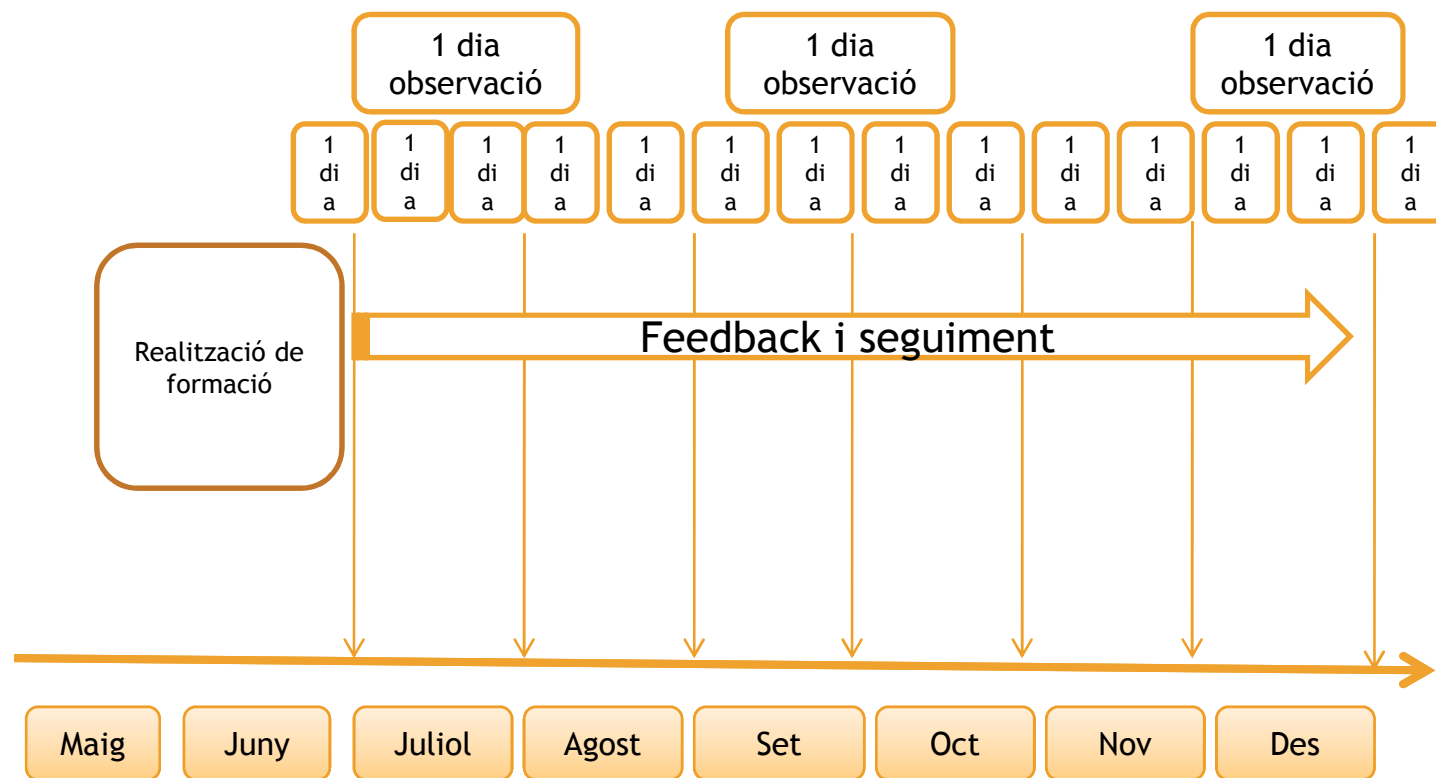 1 dia
observació
1 dia
observació
1 dia
observació
1
di
a
1
di
a
1
di
a
1
di
a
1
di
a
1
di
a
1
di
a
1
di
a
1
di
a
1
di
a
1
di
a
1
di
a
1
di
a
1
di
a
Realització de
formació
Feedback i seguiment
Maig
Juny
Juliol
Agost
Set
Oct
Nov
Des